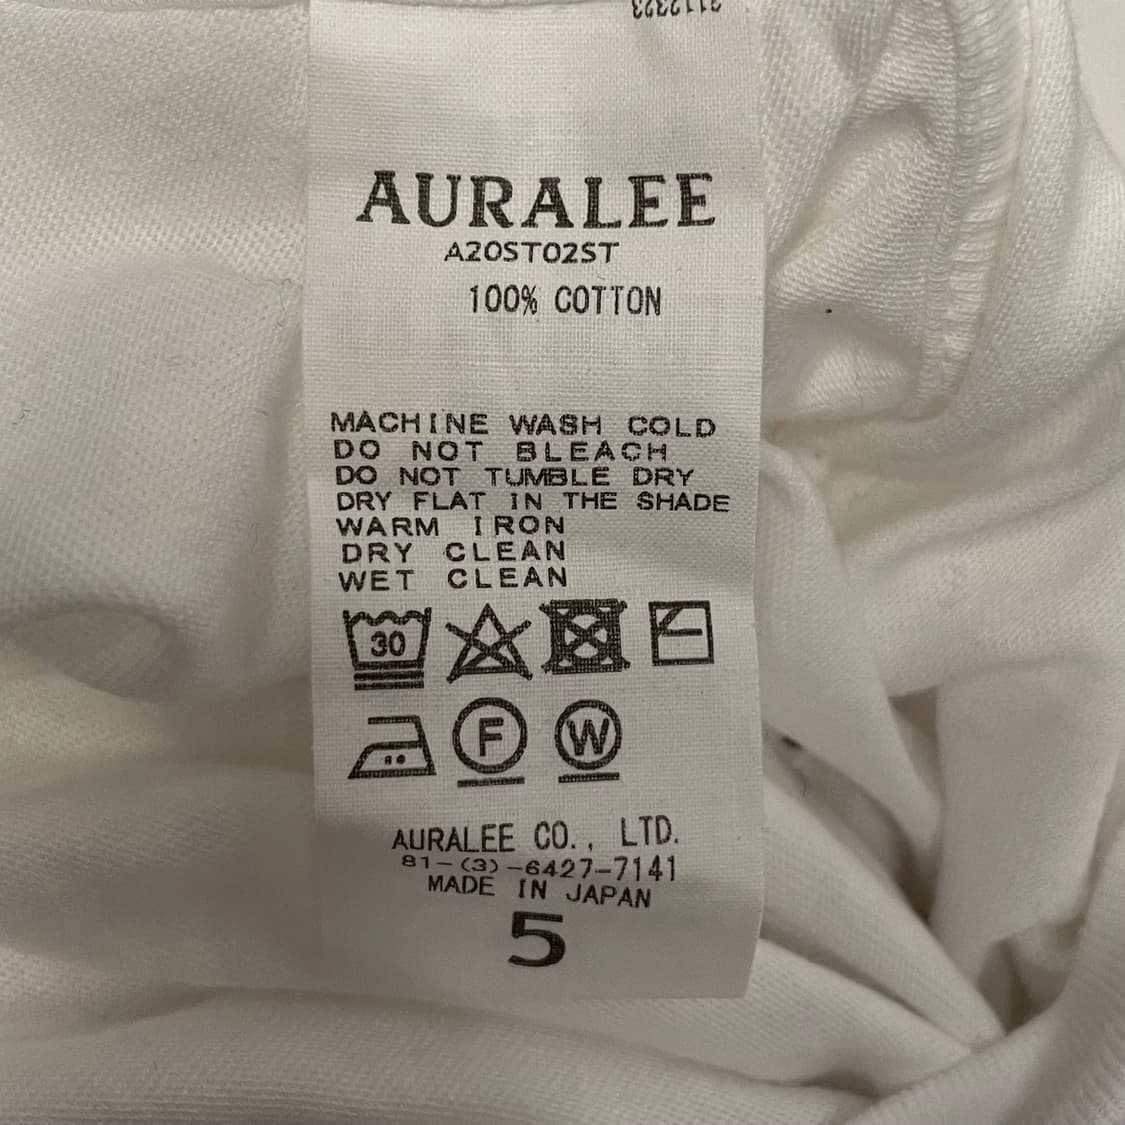 AURALEE
A20ST02ST
100% COTTON
MACHINE WASH COLD
DO NOT BLEACH
DO NOT TUMBLE DRY
DRY FLAT IN THE SHADE
WARM IRON
DRY CLEAN
WET CLEAN
30
F W
AURALEE CO., LTD.
81-(3)-6427-7141
MADE IN JAPAN
5